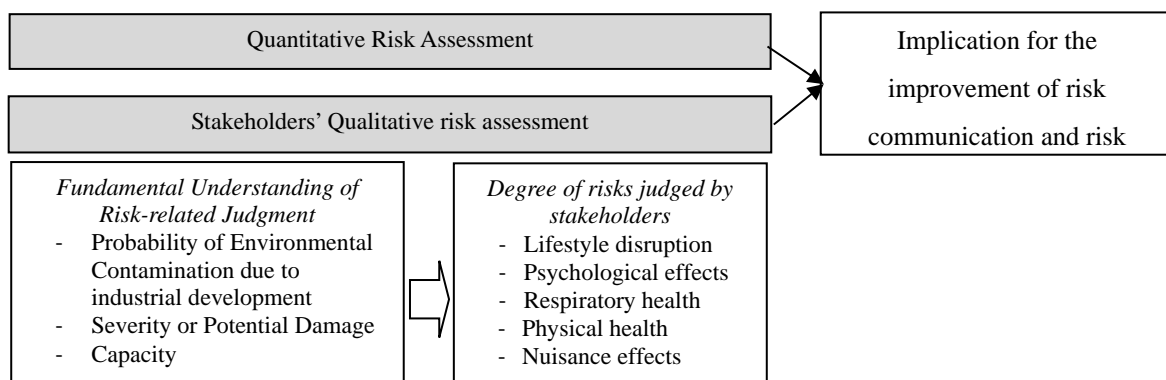 Quantitative Risk Assessment
Stakeholders' Qualitative risk assessment
Implication for the
improvement of risk
communication and risk
Fundamental Understanding of
Risk-related Judgment
- Probability of Environmental
Contamination due to
industrial development
- Severity or Potential Damage
- Capacity
Degree of risks judged by
stakeholders
- Lifestyle disruption
- Psychological effects
- Respiratory health
- Physical health
- Nuisance effects